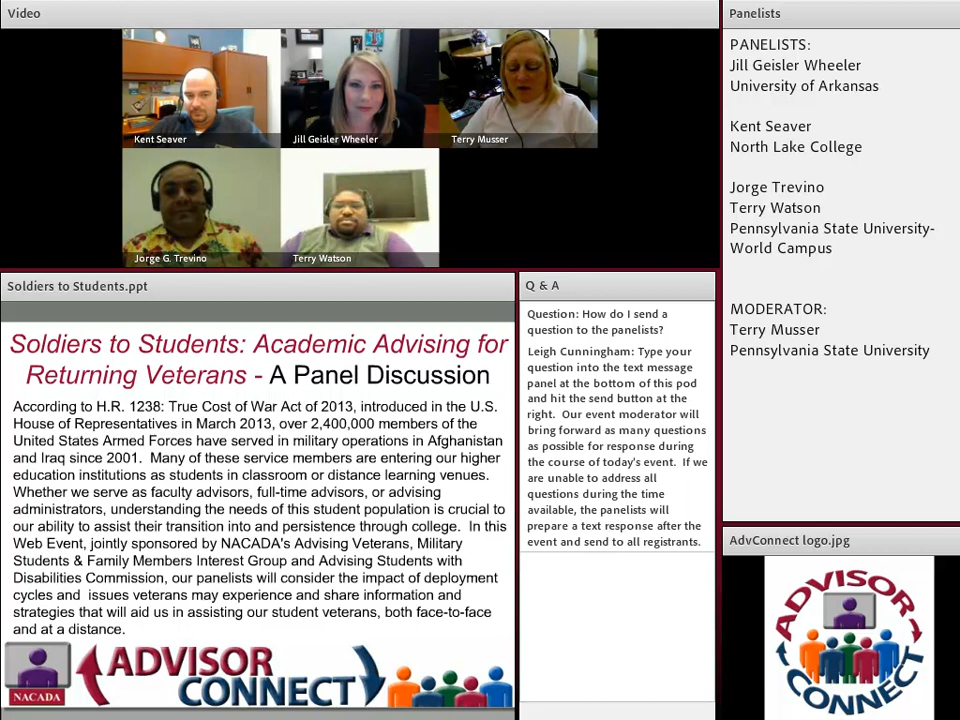 Video
Kent Seaver
Jill Geisler Wheeler
Terry Musser
Jorge G. Trevino
Terry Watson
Panelists
PANELISTS:
Jill Geisler Wheeler
University of Arkansas
Kent Seaver
North Lake College
Jorge Trevino
Terry Watson
Pennsylvania State University-
World Campus
MODERATOR:
Terry Musser
Pennsylvania State University
Soldiers to Students.ppt
Soldiers to Students: Academic Advising for
Returning Veterans - A Panel Discussion
According to H.R. 1238: True Cost of War Act of 2013, introduced in the U.S.
House of Representatives in March 2013, over 2,400,000 members of the
United States Armed Forces have served in military operations in Afghanistan
and Iraq since 2001. Many of these service members are entering our higher
education institutions as students in classroom or distance learning venues.
Whether we serve as faculty advisors, full-time advisors, or advising
administrators, understanding the needs of this student population is crucial to
our ability to assist their transition into and persistence through college. In this
Web Event, jointly sponsored by NACADA's Advising Veterans, Military
Students & Family Members Interest Group and Advising Students with
Disabilities Commission, our panelists will consider the impact of deployment
cycles and issues veterans may experience and share information and
strategies that will aid us in assisting our student veterans, both face-to-face
and at a distance.
NACADA
ADVISOR
CONNECT
Q & A
Question: How do I send a
question to the panelists?
Leigh Cunningham: Type your
question into the text message
panel at the bottom of this pod
and hit the send button at the
right. Our event moderator will
bring forward as many questions
as possible for response during
the course of today's event. If we
are unable to address all
questions during the time
available, the panelists will
prepare a text response after the
event and send to all registrants.
AdvConnect logo.jpg
ADVISOR
CONNECT